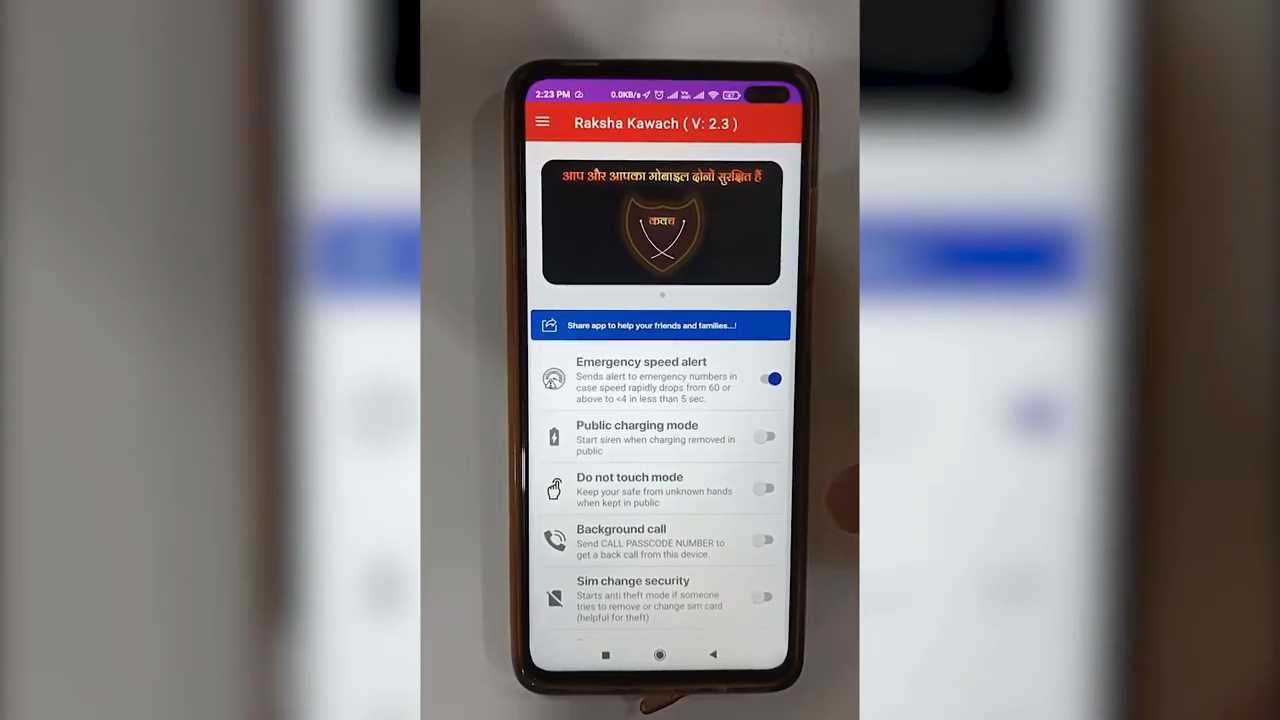 2:23 PM 0.0KB/s 47
Raksha Kawach ( V: 2.3 )
आप और आपका मोबाइल दोनों सुरक्षित हैं
कवच
Share app to help your friends and families...!
Emergency speed alert
Sends alert to emergency numbers in
case speed rapidly drops from 60 or
above to <4 in less than 5 sec.
Public charging mode
Start siren when charging removed in
public
Do not touch mode
Keep your safe from unknown hands
when kept in public
Background call
Send CALL PASSCODE NUMBER to
get a back call from this device.
Sim change security
Starts anti theft mode if someone
tries to remove or change sim card
(helpful for theft)